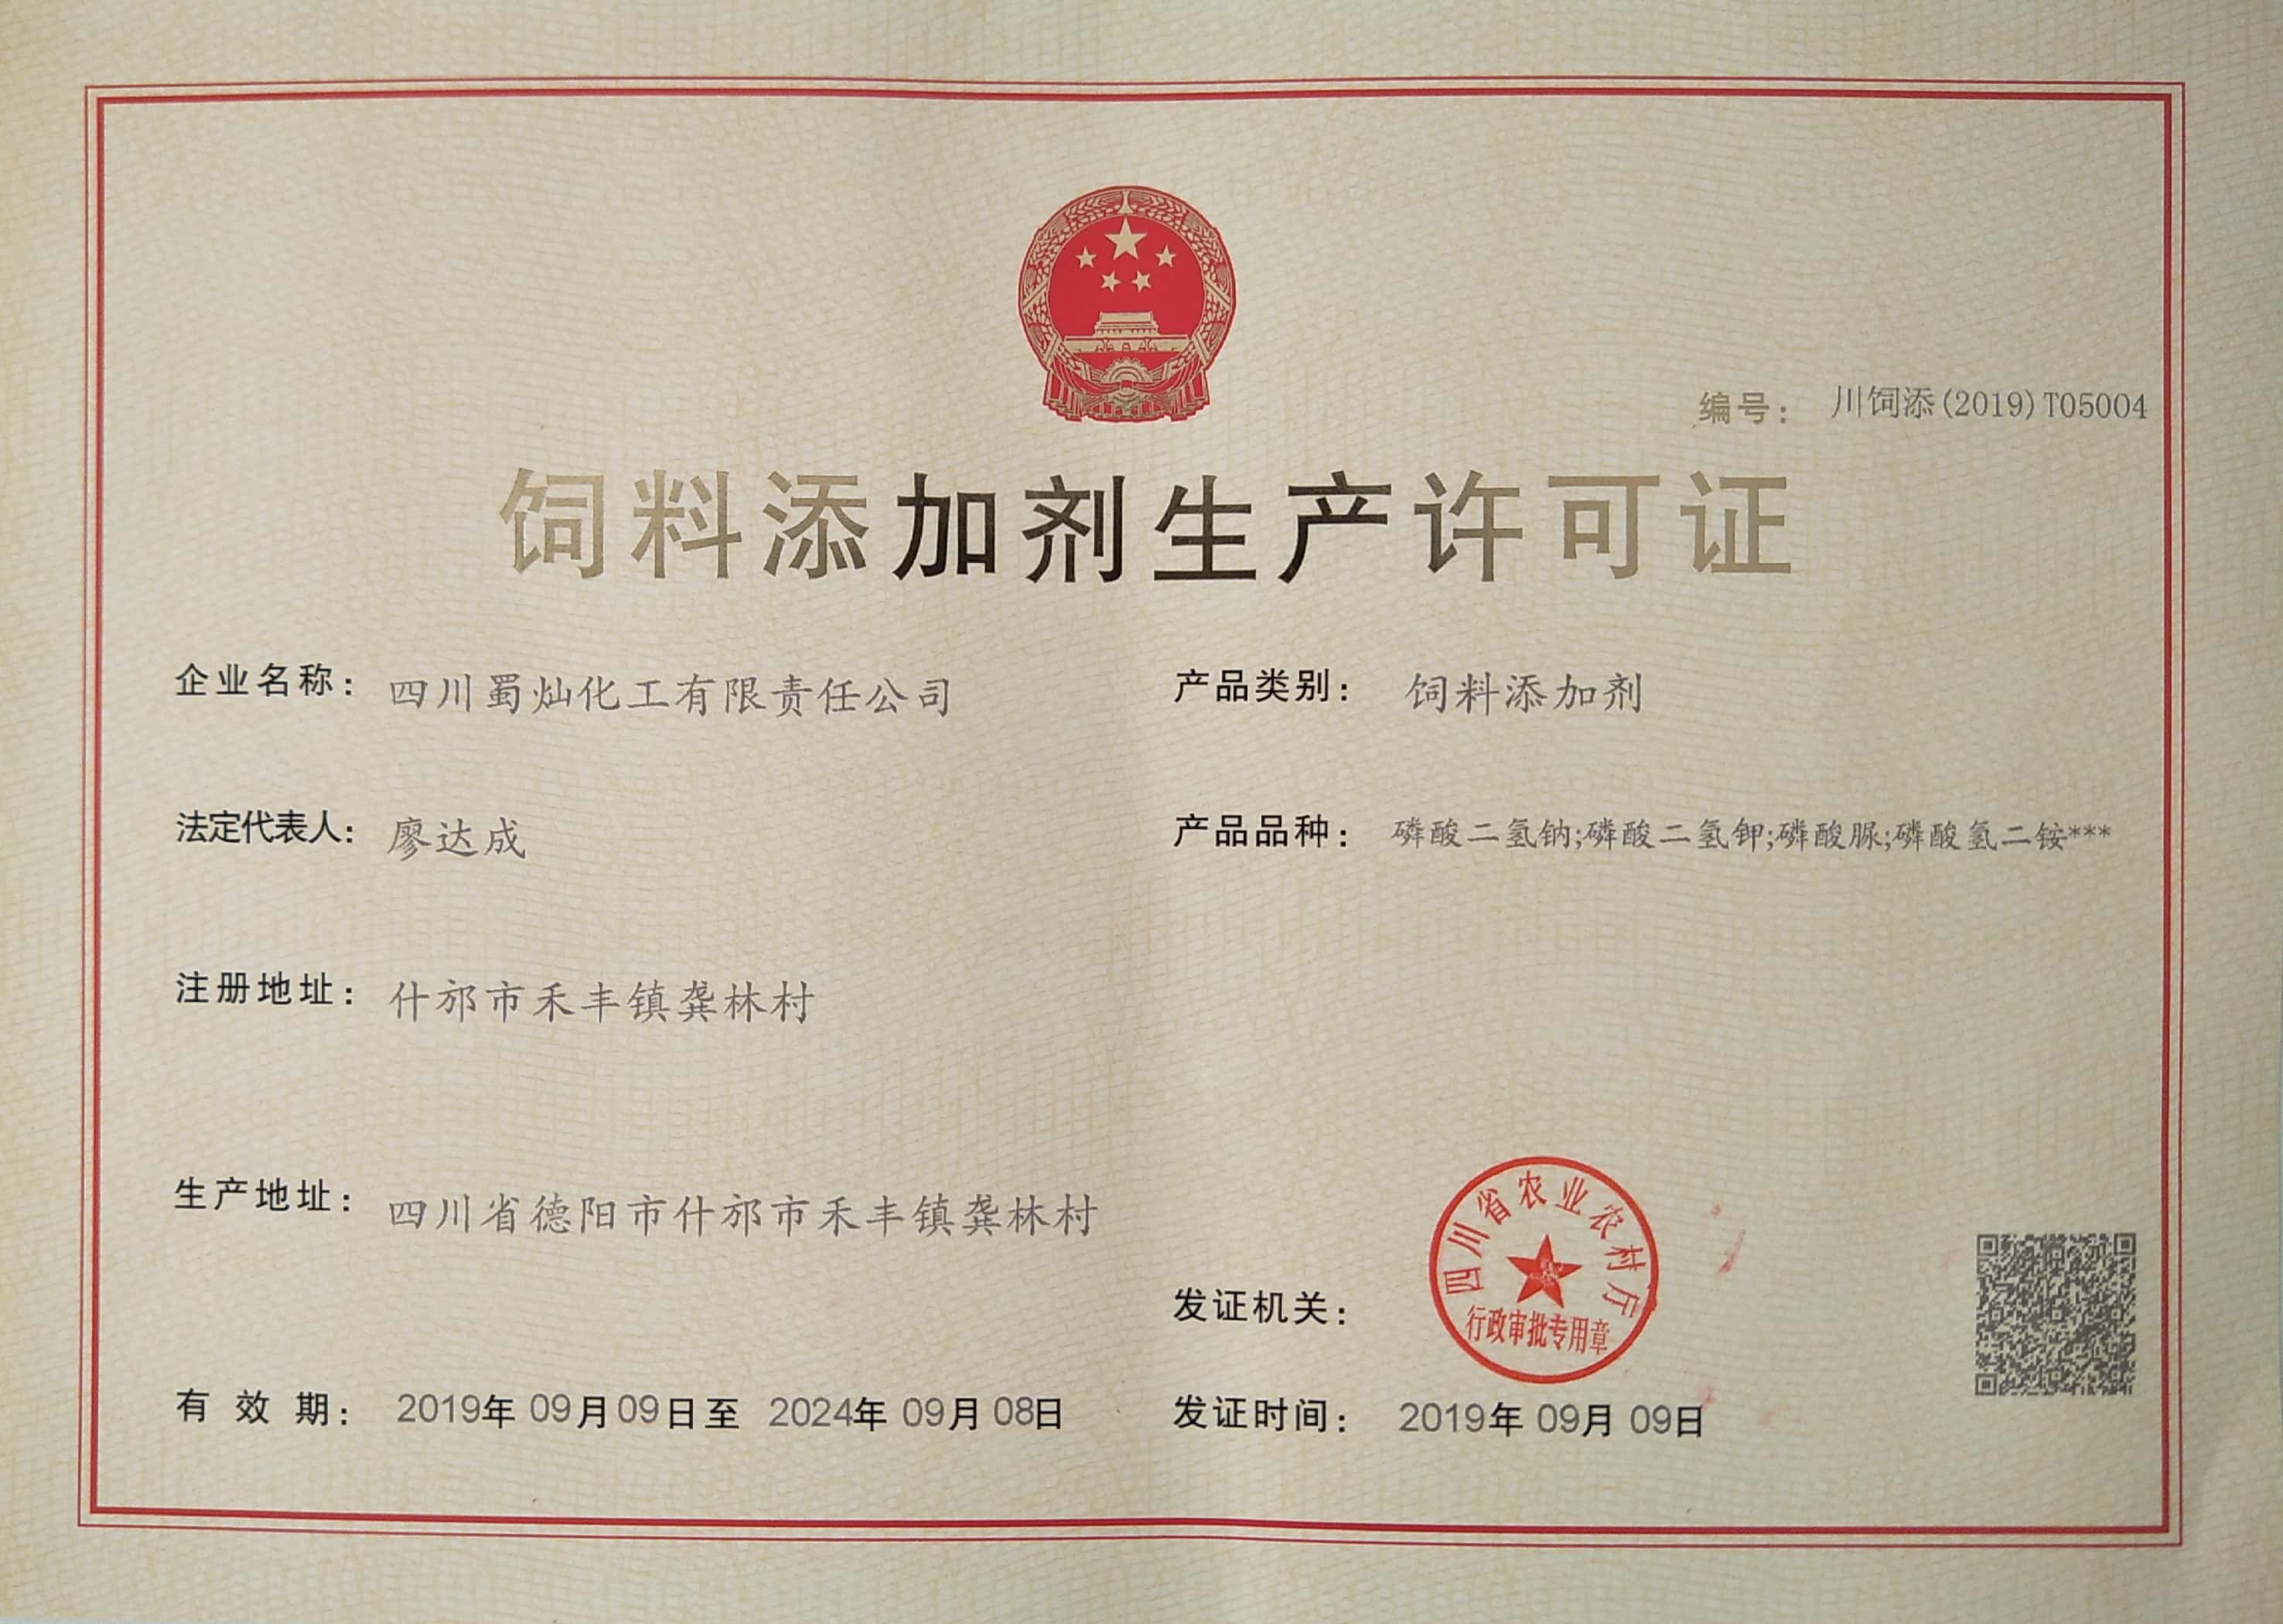 编号： 川饲添(2019)T05004
饲料添加剂生产许可证
企业名称： 四川蜀灿化工有限责任公司
产品类别： 饲料添加剂
法定代表人： 廖达成
产品品种： 磷酸二氢钠;磷酸二氢钾;磷酸脲;磷酸氢二铵***
注册地址： 什邡市禾丰镇龚林村
生产地址： 四川省德阳市什邡市禾丰镇龚林村
四川省农业农村厅
行政审批专用章
发证机关：
有效期： 2019年09月09日至 2024年09月08日
发证时间： 2019年09月09日